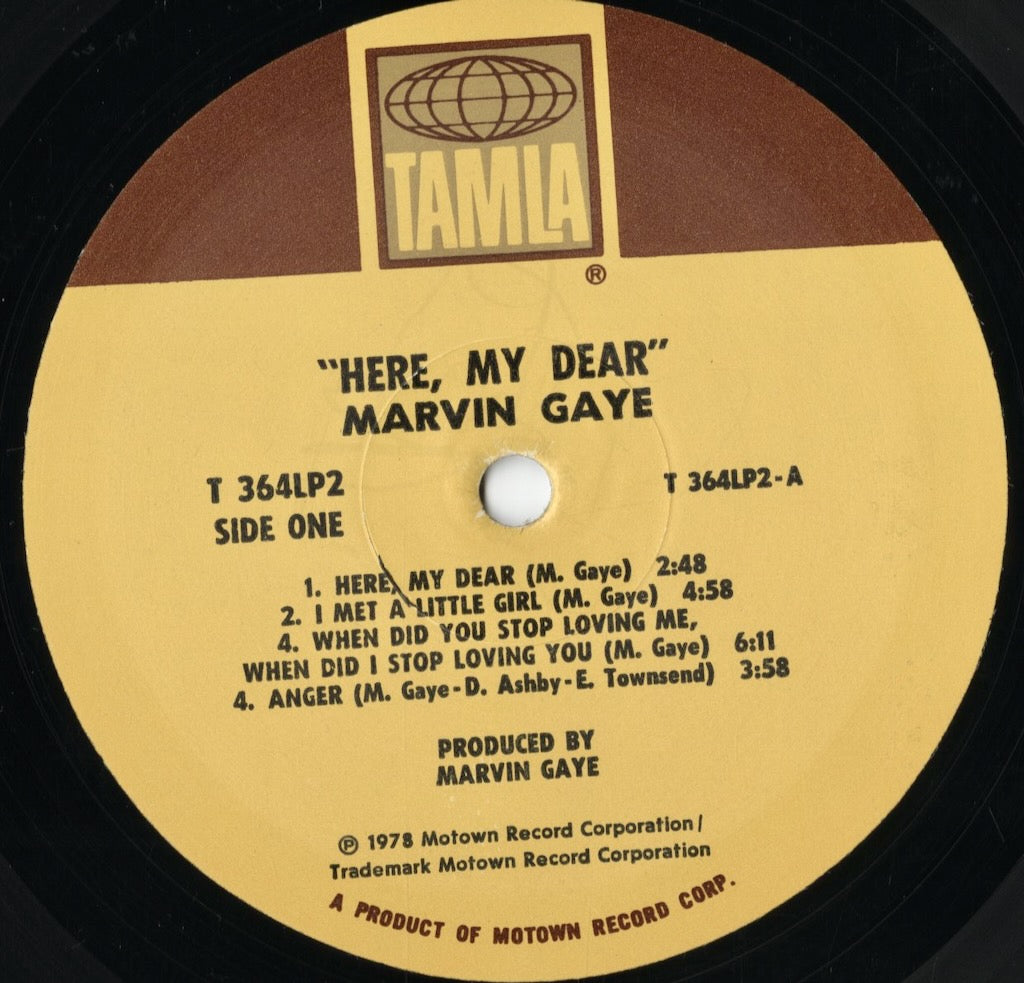 TAMLA
®
"HERE, MY DEAR"
MARVIN GAYE
T 364LP2
T 364LP2-A
SIDE ONE
1. HERE, MY DEAR (M. Gaye) 2:48
2. I MET A LITTLE GIRL (M. Gaye) 4:58
4. WHEN DID YOU STOP LOVING ME,
WHEN DID I STOP LOVING YOU (M. Gaye) 6:11
4. ANGER (M. Gaye-D. Ashby-E. Townsend) 3:58
PRODUCED BY
MARVIN GAYE
℗ 1978 Motown Record Corporation/
Trademark Motown Record Corporation
A PRODUCT OF MOTOWN RECORD CORP.